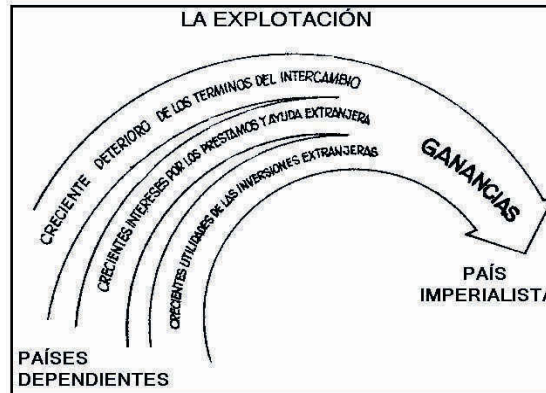 LA EXPLOTACIÓN
CRECIENTE DETERIORO DE LOS TERMINOS DEL INTERCAMBIO
CRECIENTES INTERESES POR LOS PRESTAMOS Y AYUDA EXTRANJERA
CRECIENTES UTILIDADES DE LAS INVERSIONES EXTRANJERAS
GANANCIAS
PAÍS
IMPERIALISTA
PAÍSES
DEPENDIENTES